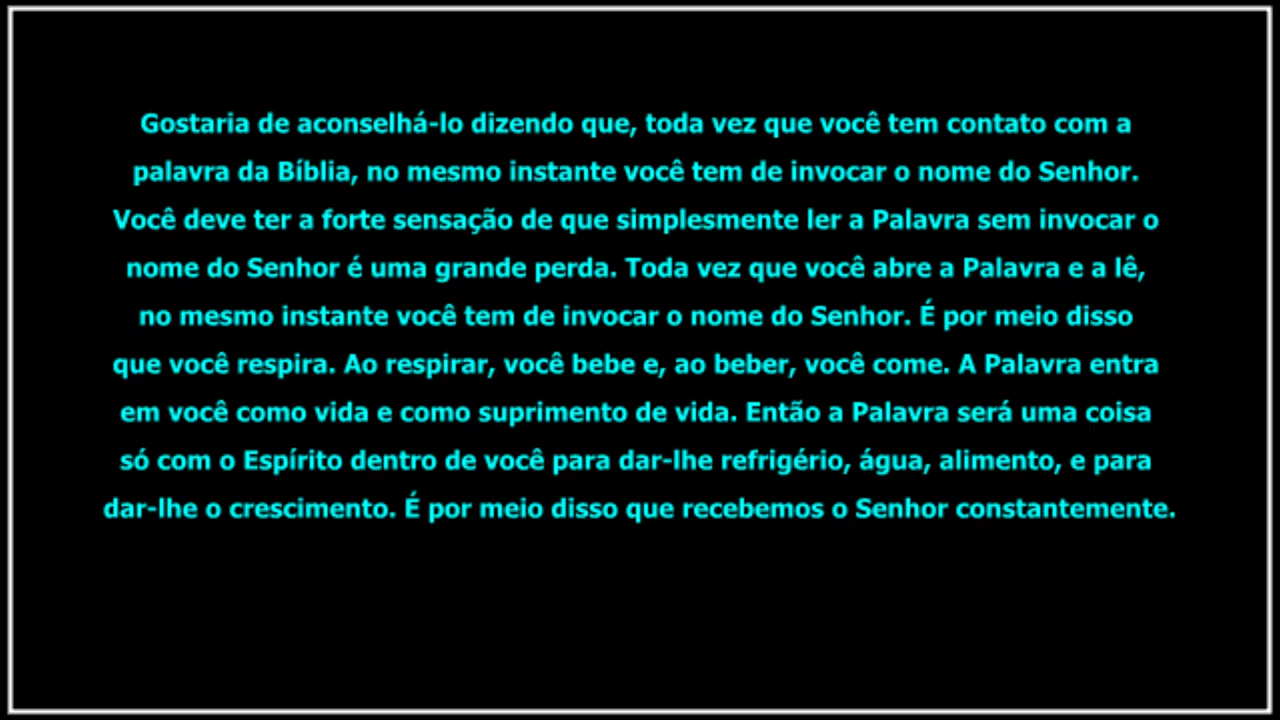 Gostaria de aconselhá-lo dizendo que, toda vez que você tem contato com a
palavra da Bíblia, no mesmo instante você tem de invocar o nome do Senhor.
Você deve ter a forte sensação de que simplesmente ler a Palavra sem invocar o
nome do Senhor é uma grande perda. Toda vez que você abre a Palavra e a lê,
no mesmo instante você tem de invocar o nome do Senhor. É por meio disso
que você respira. Ao respirar, você bebe e, ao beber, você come. A Palavra entra
em você como vida e como suprimento de vida. Então a Palavra será uma coisa
só com o Espírito dentro de você para dar-lhe refrigério, água, alimento, e para
dar-lhe o crescimento. É por meio disso que recebemos o Senhor constantemente.